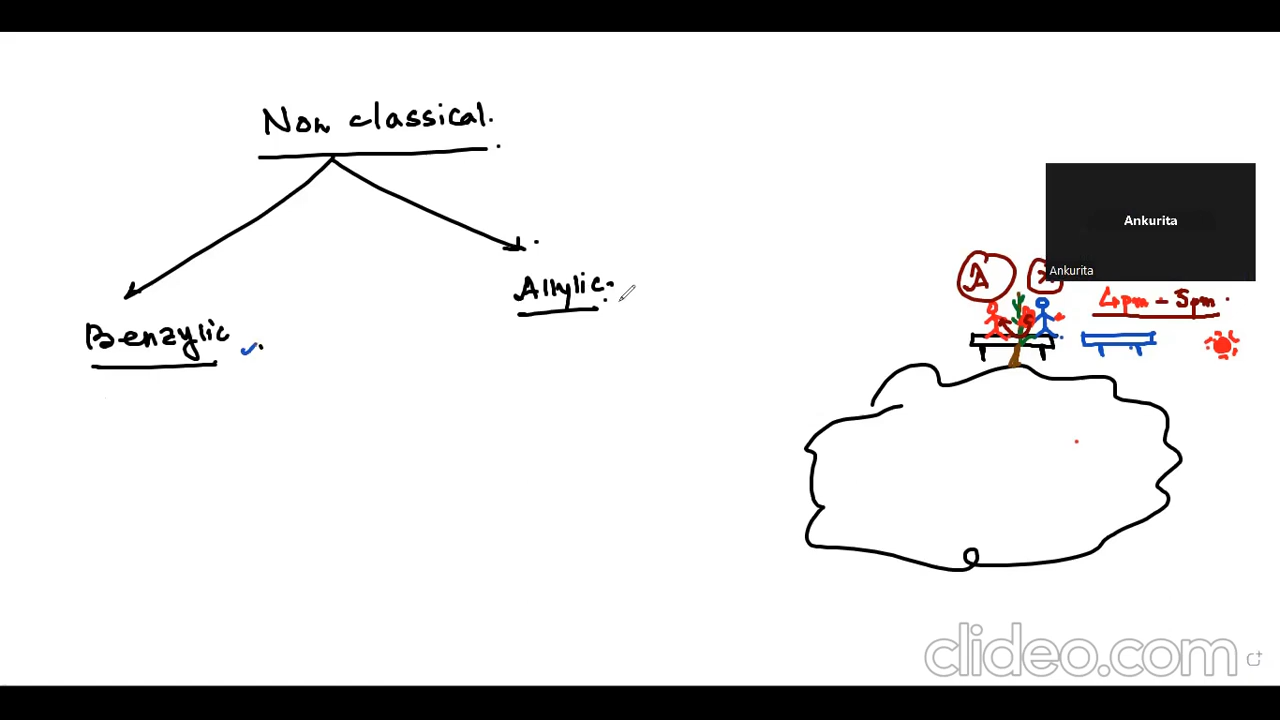 Non classical.
Benzylic
Allylic
Ankurita
Ankurita
A
4pm - 5pm
clideo.com